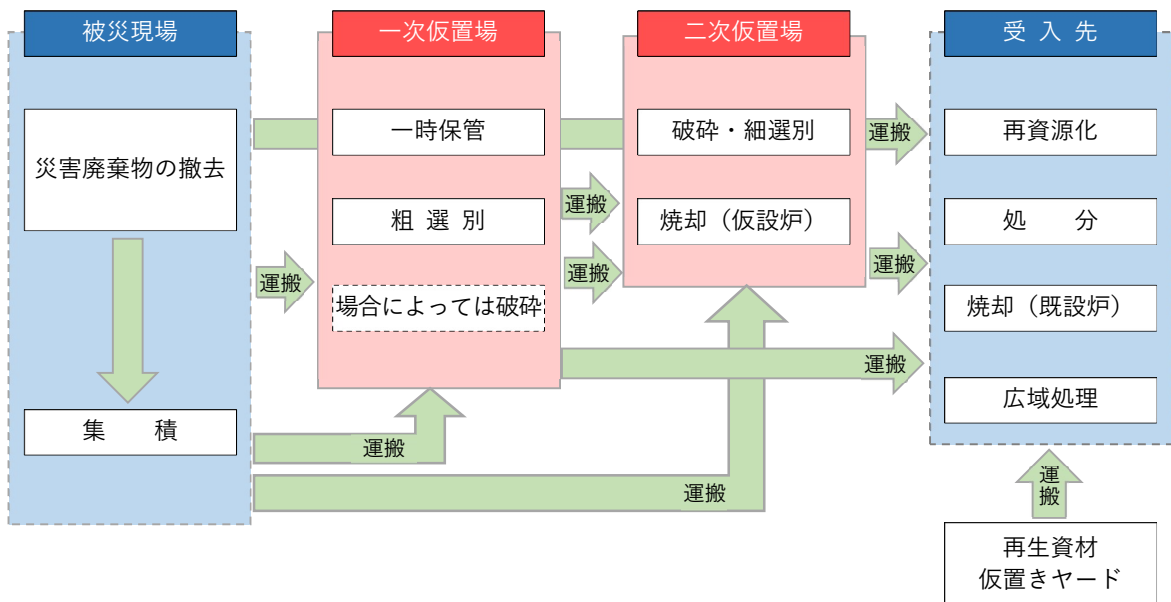 被災現場
災害廃棄物の撤去
集　　積
運搬
運搬
運搬
一次仮置場
一時保管
粗 選 別
場合によっては破砕
運搬
運搬
運搬
二次仮置場
破砕・細選別
焼却（仮設炉）
運搬
運搬
受 入 先
再資源化
処　　分
焼却（既設炉）
広域処理
運搬
再生資材
仮置きヤード